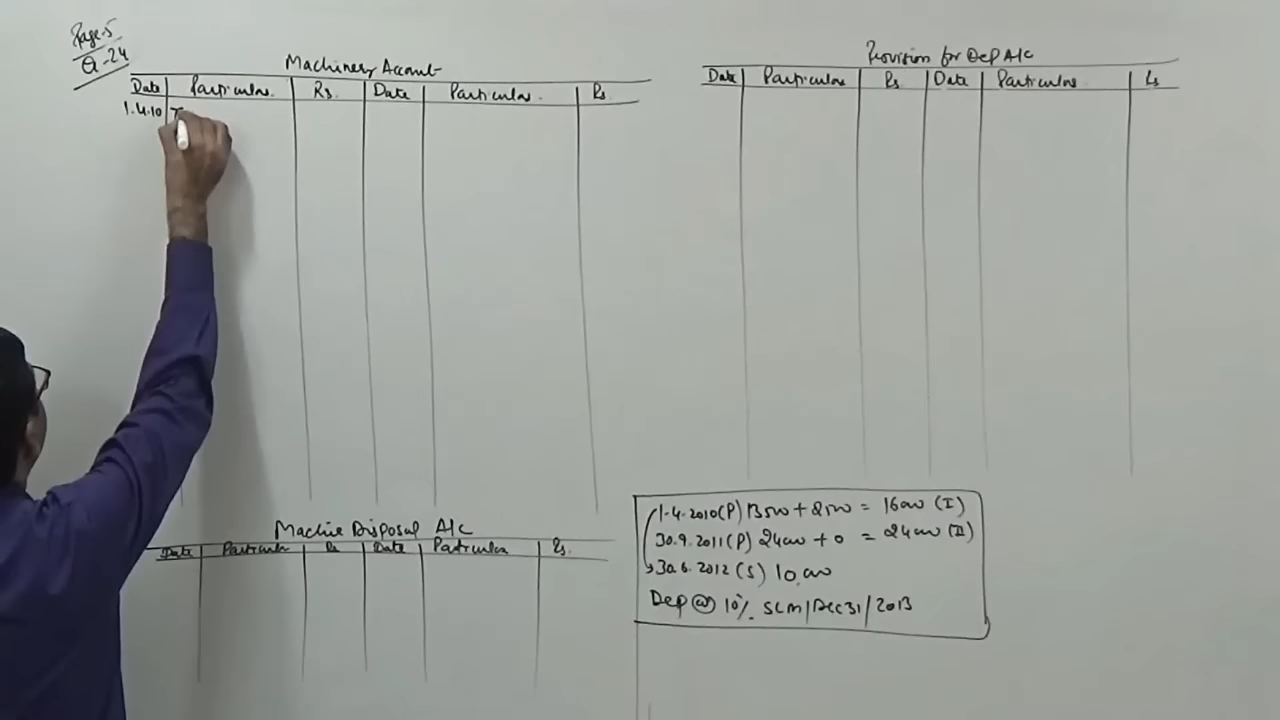 Page-5
Q-24
Machinery Account
Date Particulars. Rs. Date Particulars. Rs
1.4.10 T
Provision for Dep A/c
Date Particulars Rs Date Particulars Rs
Machine Disposal A/c
Date Particulars Rs Date Particulars Rs.
1.4.2010(P) 13500 + 2500 = 16000 (I)
30.9.2011(P) 24000 + 0 = 24000 (II)
30.6.2012 (S) 10,000
Dep @ 10%. SLM/Dec 31/2013